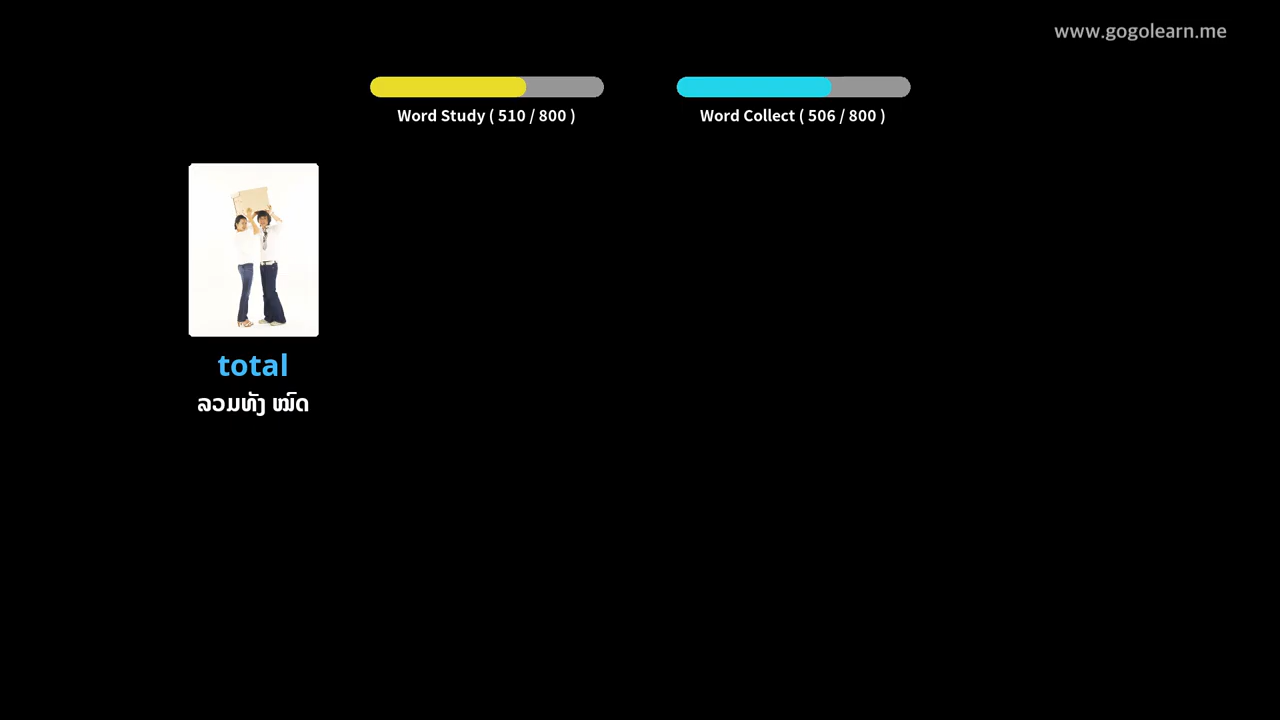 www.gogolearn.me
Word Study ( 510 / 800 )
Word Collect ( 506 / 800 )
total
ລວມທັງ ໝົດ